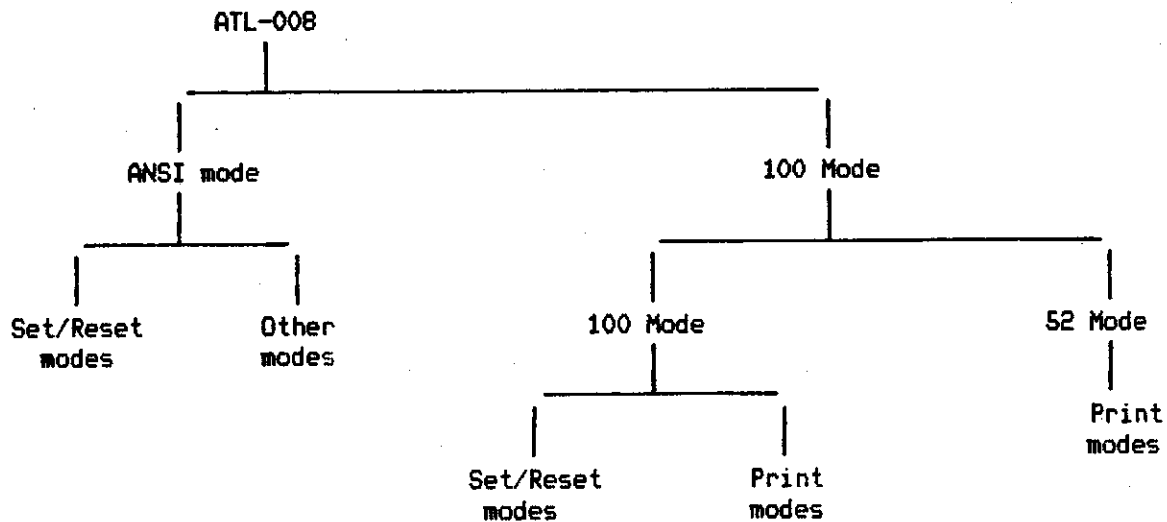 ATL-008
ANSI mode
100 Mode
Set/Reset
modes
Other
modes
100 Mode
52 Mode
Set/Reset
modes
Print
modes
Print
modes